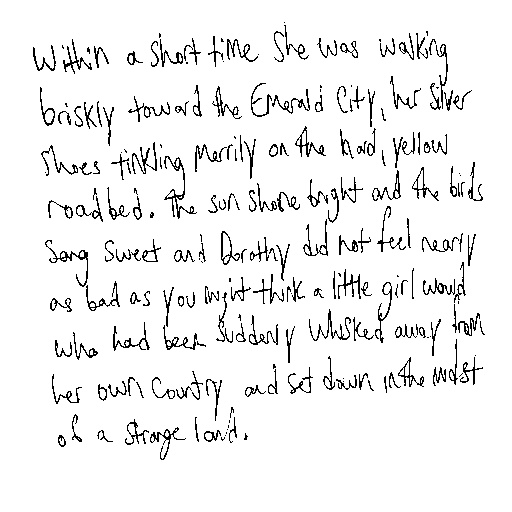 Within a short time she was walking
briskly toward the Emerald City, her silver
shoes tinkling merrily on the hard, yellow
roadbed. The sun shone bright and the birds
sang sweet and Dorothy did not feel nearly
as bad as you might think a little girl would
who had been suddenly whisked away from
her own country and set down in the midst
of a strange land.